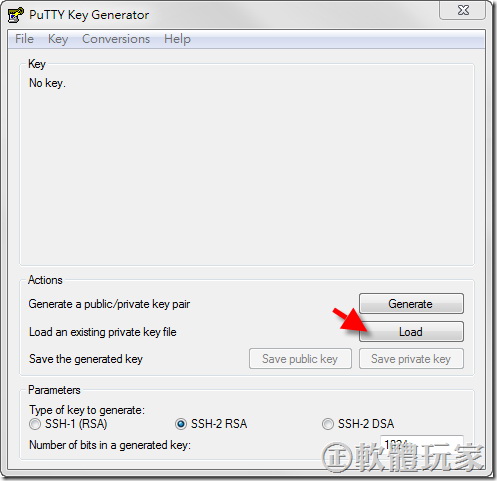 PuTTY Key Generator
File Key Conversions Help
Key
No key.
Actions
Generate a public/private key pair
Generate
Load an existing private key file
Load
Save the generated key
Save public key
Save private key
Parameters
Type of key to generate:
SSH-1 (RSA)
SSH-2 RSA
SSH-2 DSA
Number of bits in a generated key:
1024
正軟體玩家